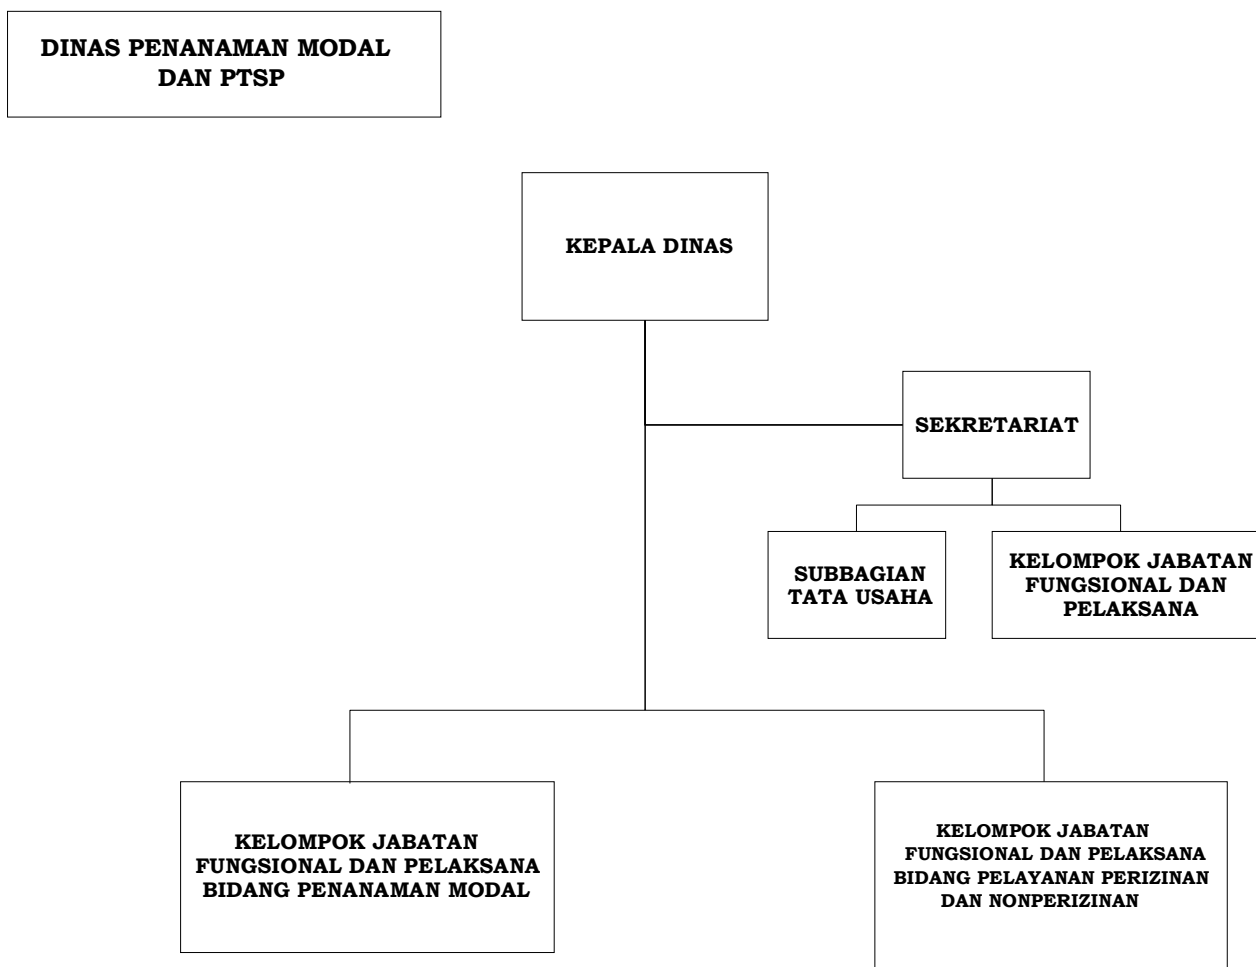 DINAS PENANAMAN MODAL
DAN PTSP
KEPALA DINAS
SEKRETARIAT
SUBBAGIAN
TATA USAHA
KELOMPOK JABATAN
FUNGSIONAL DAN
PELAKSANA
KELOMPOK JABATAN
FUNGSIONAL DAN PELAKSANA
BIDANG PENANAMAN MODAL
KELOMPOK JABATAN
FUNGSIONAL DAN PELAKSANA
BIDANG PELAYANAN PERIZINAN
DAN NONPERIZINAN